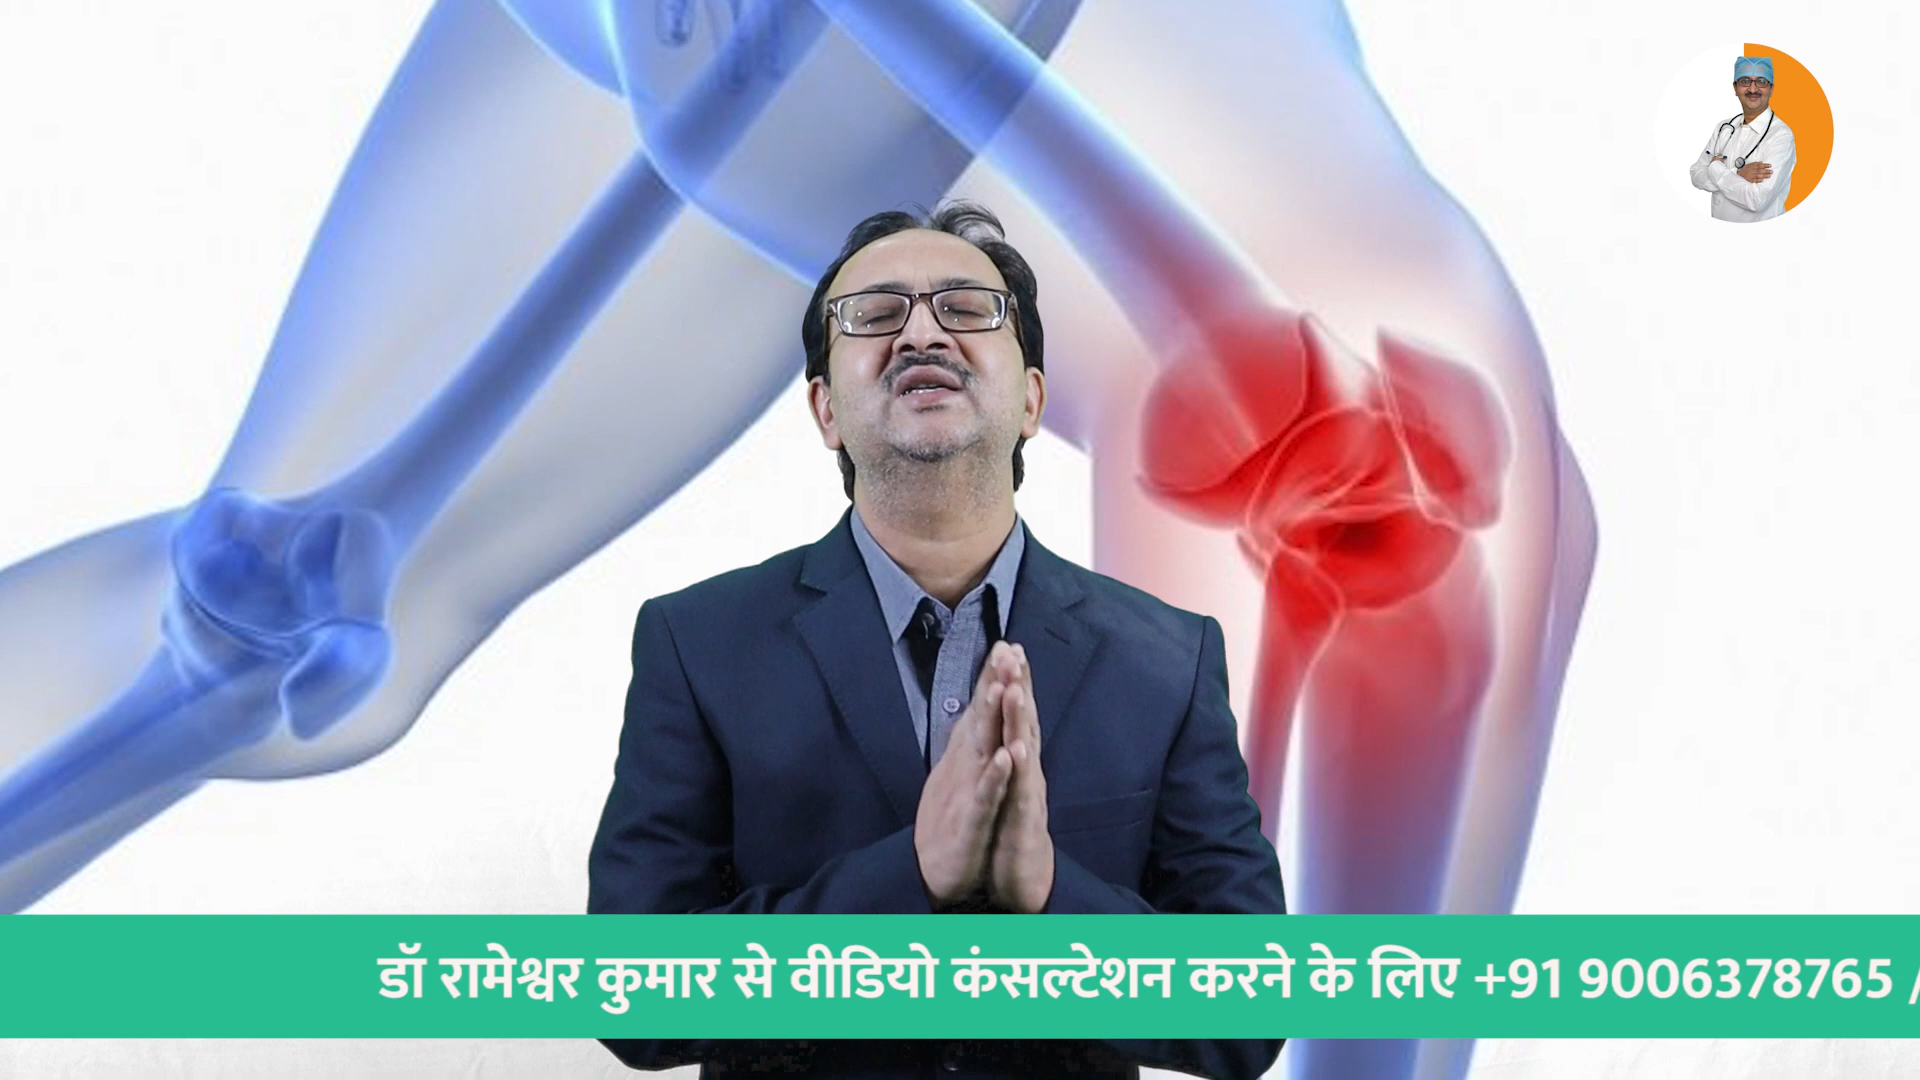 डॉ रामेश्वर कुमार से वीडियो कंसल्टेशन करने के लिए +91 9006378765 /